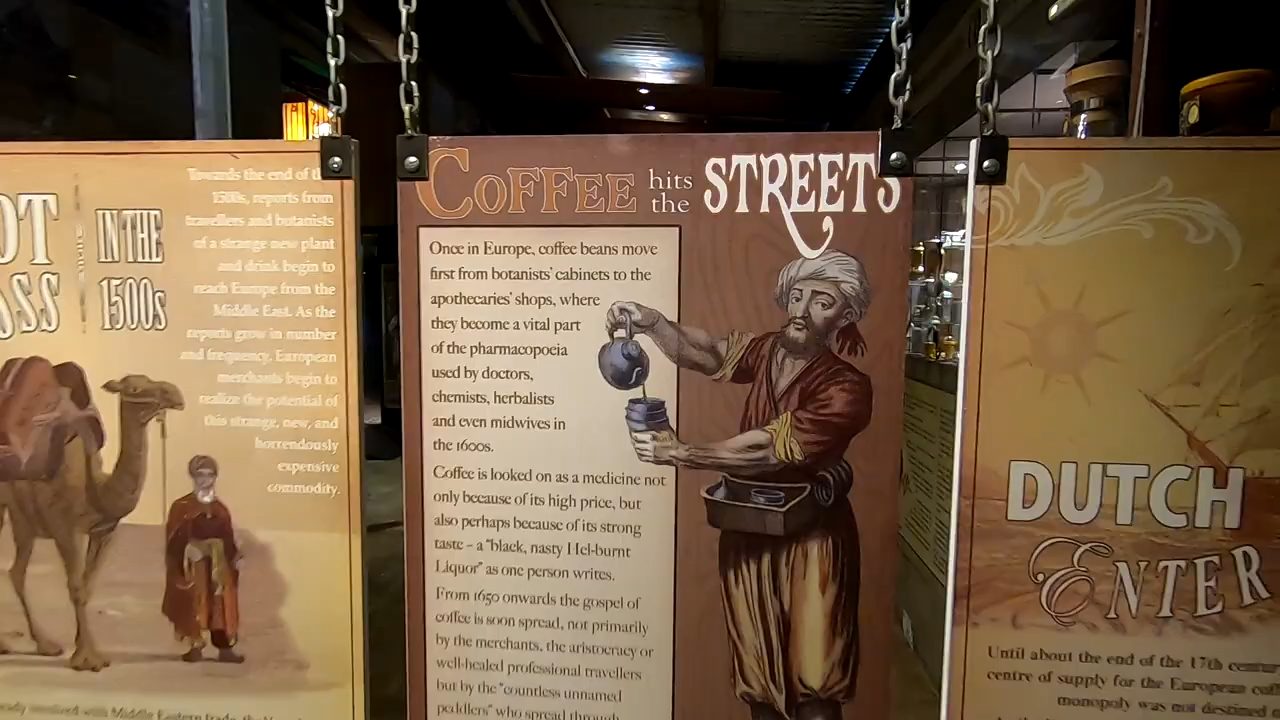 OT
ASS
IN THE
1500s
Towards the end of the
1500s, reports from
travellers and botanists
of a strange new plant
and drink begin to
reach Europe from the
Middle East. As the
reports grow in number
and frequency, European
merchants begin to
realize the potential of
this strange, new, and
horrendously
expensive
commodity.
involved with Middle Eastern trade, the
COFFEE hits the STREETS
Once in Europe, coffee beans move
first from botanists' cabinets to the
apothecaries' shops, where
they become a vital part
of the pharmacopoeia
used by doctors,
chemists, herbalists
and even midwives in
the 1600s.
Coffee is looked on as a medicine not
only because of its high price, but
also perhaps because of its strong
taste – a "black, nasty Hel-burnt
Liquor" as one person writes.
From 1650 onwards the gospel of
coffee is soon spread, not primarily
by the merchants, the aristocracy or
well-healed professional travellers
but by the "countless unnamed
peddlers" who spread through
DUTCH
ENTER
Until about the end of the 17th
centre of supply for the European
monopoly was not destined